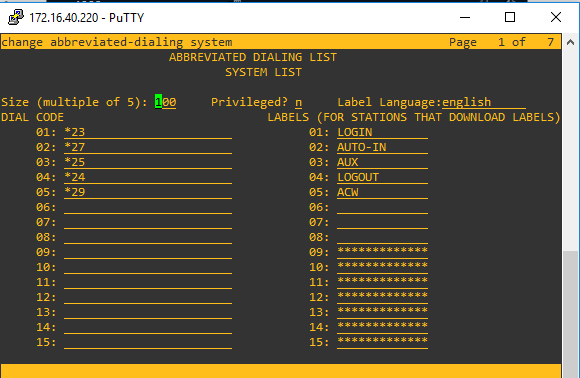 172.16.40.220 - PuTTY
change abbreviated-dialing system Page 1 of 7
ABBREVIATED DIALING LIST
SYSTEM LIST
Size (multiple of 5): 100 Privileged? n Label Language:english
DIAL CODE LABELS (FOR STATIONS THAT DOWNLOAD LABELS)
01: *23 01: LOGIN
02: *27 02: AUTO-IN
03: *25 03: AUX
04: *24 04: LOGOUT
05: *29 05: ACW
06: 06:
07: 07:
08: 08:
09: 09: *************
10: 10: *************
11: 11: *************
12: 12: *************
13: 13: *************
14: 14: *************
15: 15: *************